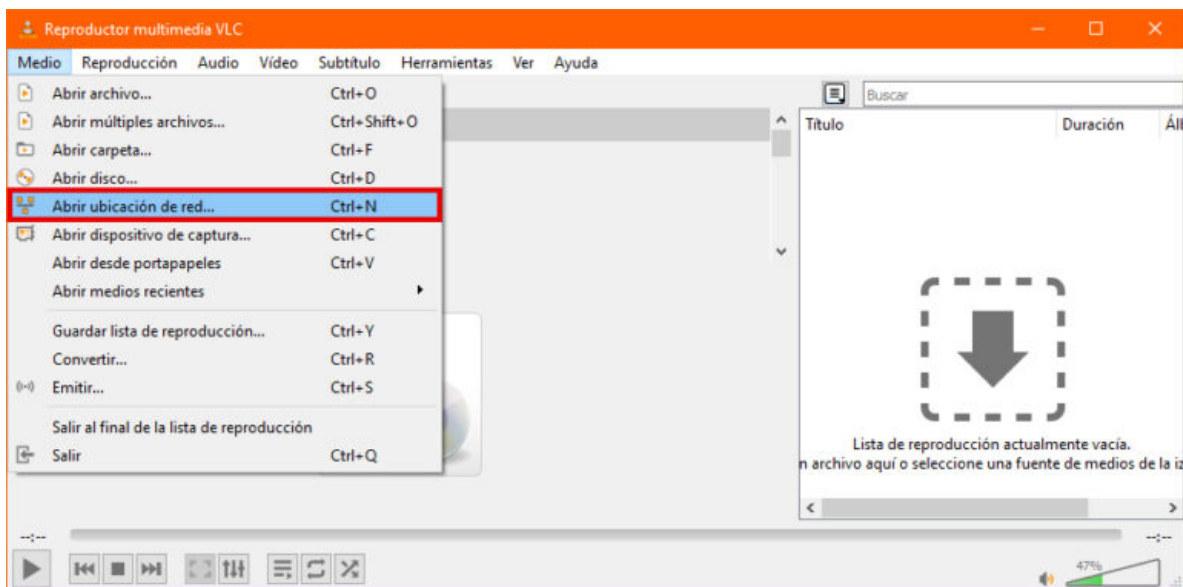 Reproductor multimedia VLC
Medio Reproducción Audio Vídeo Subtítulo Herramientas Ver Ayuda
Abrir archivo... Ctrl+O
Abrir múltiples archivos... Ctrl+Shift+O
Abrir carpeta... Ctrl+F
Abrir disco... Ctrl+D
Abrir ubicación de red... Ctrl+N
Abrir dispositivo de captura... Ctrl+C
Abrir desde portapapeles Ctrl+V
Abrir medios recientes
Guardar lista de reproducción... Ctrl+Y
Convertir... Ctrl+R
Emitir... Ctrl+S
Salir al final de la lista de reproducción
Salir Ctrl+Q
Buscar
Título Duración Ál
Lista de reproducción actualmente vacía.
n archivo aquí o seleccione una fuente de medios de la iz
--:-- --:--
47%